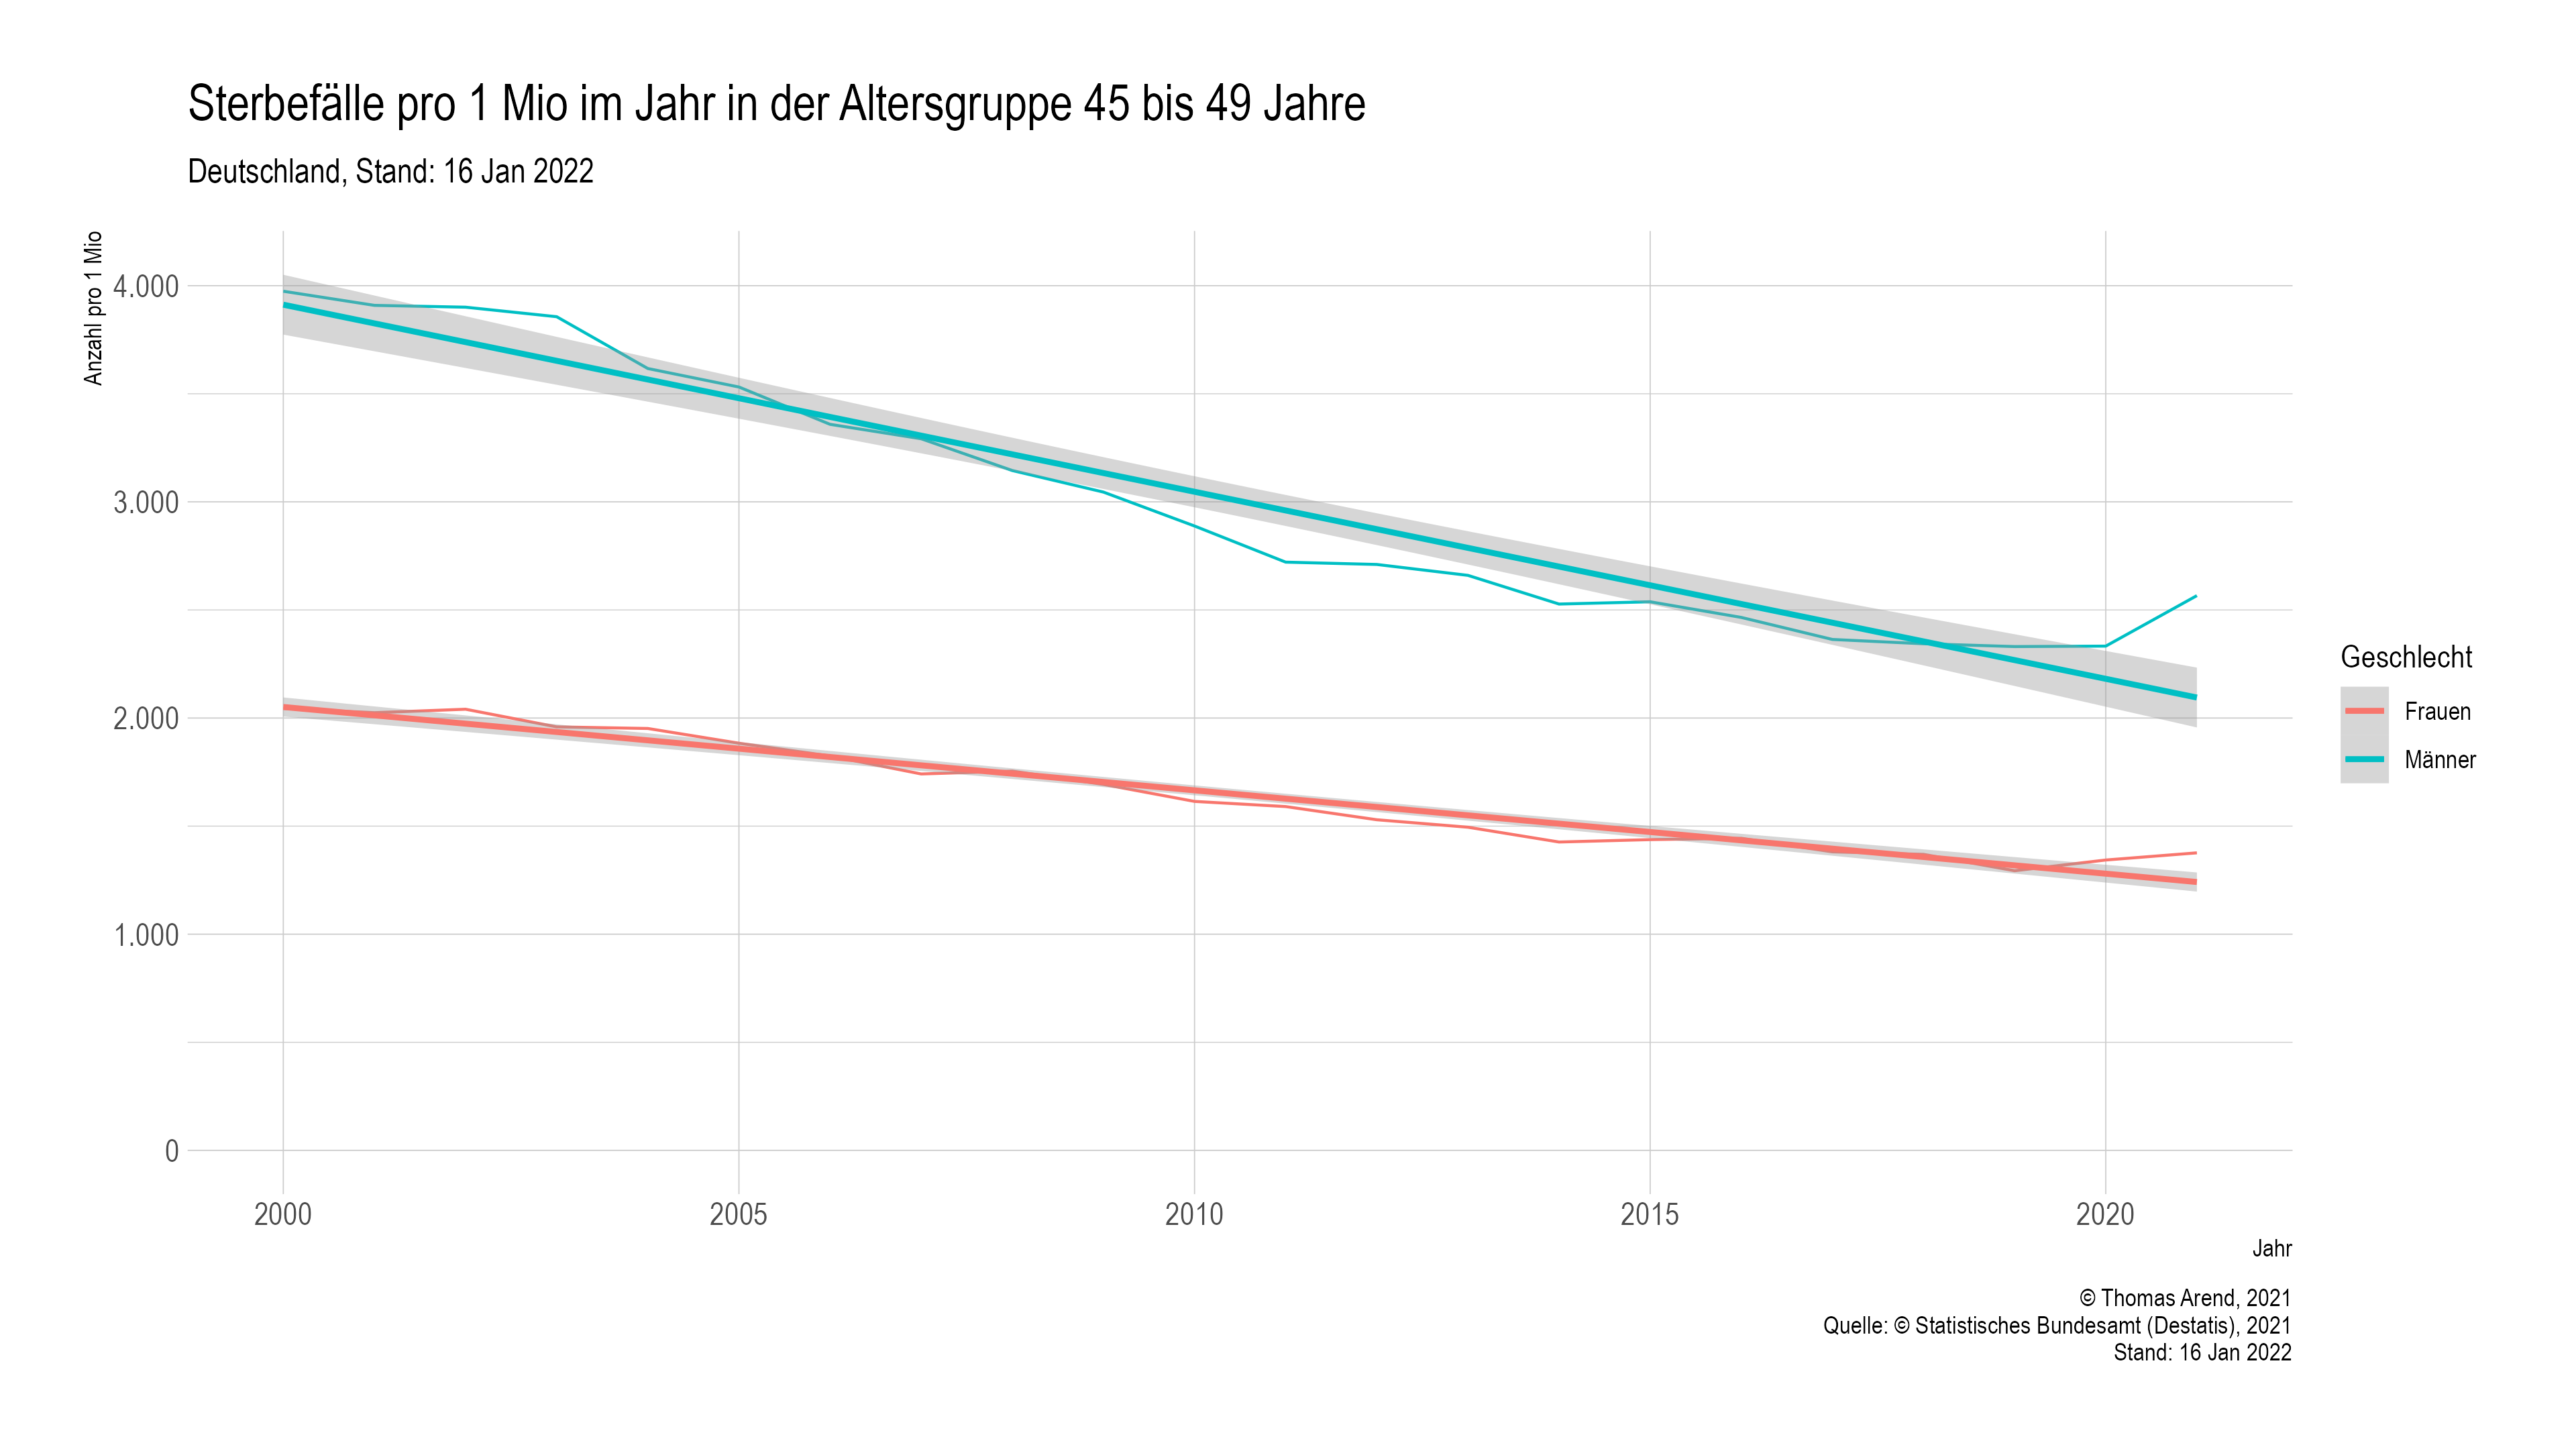 Sterbefälle pro 1 Mio im Jahr in der Altersgruppe 45 bis 49 Jahre
Deutschland, Stand: 16 Jan 2022
Anzahl pro 1 Mio
4.000
3.000
2.000
1.000
0
2000
2005
2010
2015
2020
Jahr
Geschlecht
Frauen
Männer
© Thomas Arend, 2021
Quelle: © Statistisches Bundesamt (Destatis), 2021
Stand: 16 Jan 2022